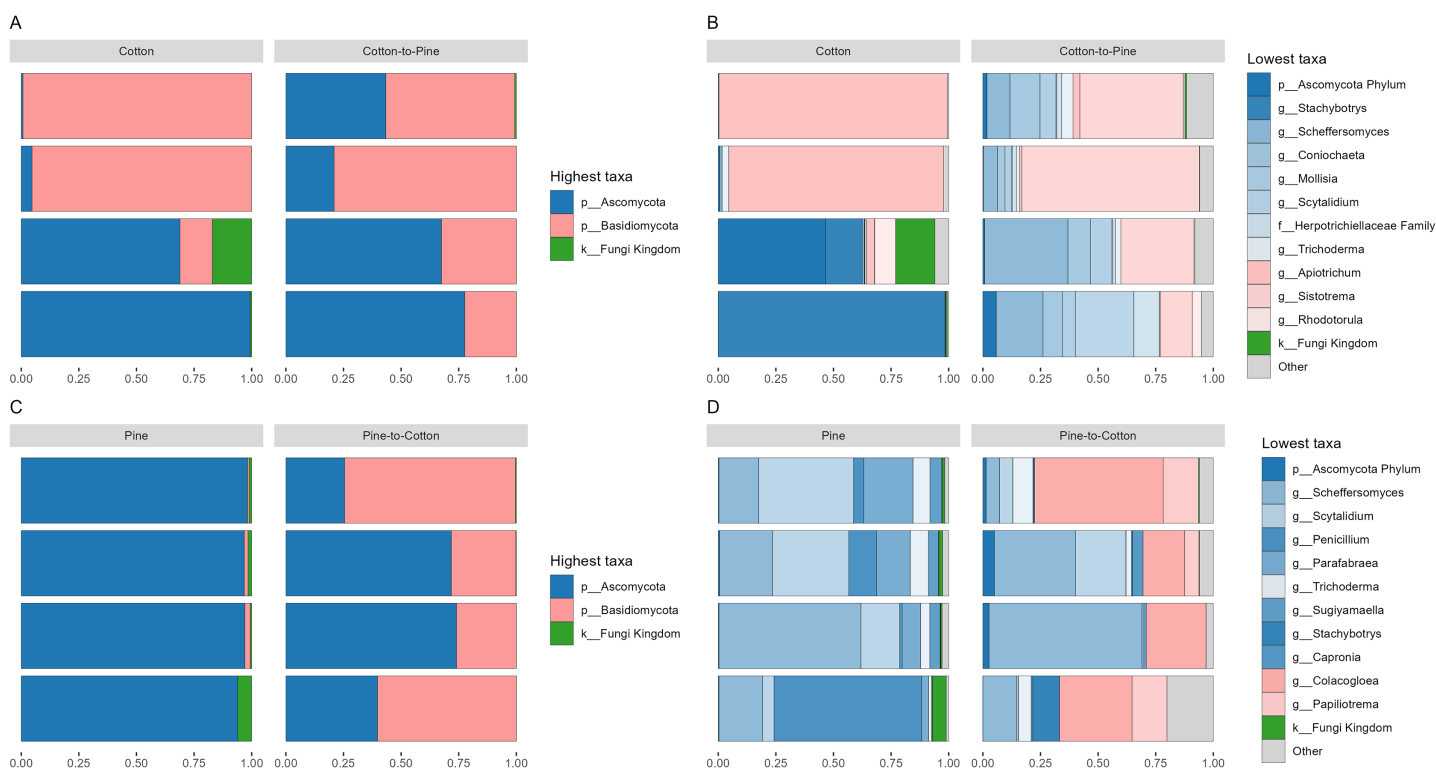 A
B
Cotton
Cotton-to-Pine
Cotton
Cotton-to-Pine
Highest taxa
p__Ascomycota
p__Basidiomycota
k__Fungi Kingdom
Lowest taxa
p__Ascomycota Phylum
g__Stachybotrys
g__Scheffersomyces
g__Coniochaeta
g__Mollisia
g__Scytalidium
f__Herpotrichiellaceae Family
g__Trichoderma
g__Apiotrichum
g__Sistotrema
g__Rhodotorula
k__Fungi Kingdom
Other
0.00 0.25 0.50 0.75 1.00
0.00 0.25 0.50 0.75 1.00
0.00 0.25 0.50 0.75 1.00
0.00 0.25 0.50 0.75 1.00
C
D
Pine
Pine-to-Cotton
Pine
Pine-to-Cotton
Highest taxa
p__Ascomycota
p__Basidiomycota
k__Fungi Kingdom
Lowest taxa
p__Ascomycota Phylum
g__Scheffersomyces
g__Scytalidium
g__Penicillium
g__Parafabraea
g__Trichoderma
g__Sugiyamaella
g__Stachybotrys
g__Capronia
g__Colacogloea
g__Papiliotrema
k__Fungi Kingdom
Other
0.00 0.25 0.50 0.75 1.00
0.00 0.25 0.50 0.75 1.00
0.00 0.25 0.50 0.75 1.00
0.00 0.25 0.50 0.75 1.00